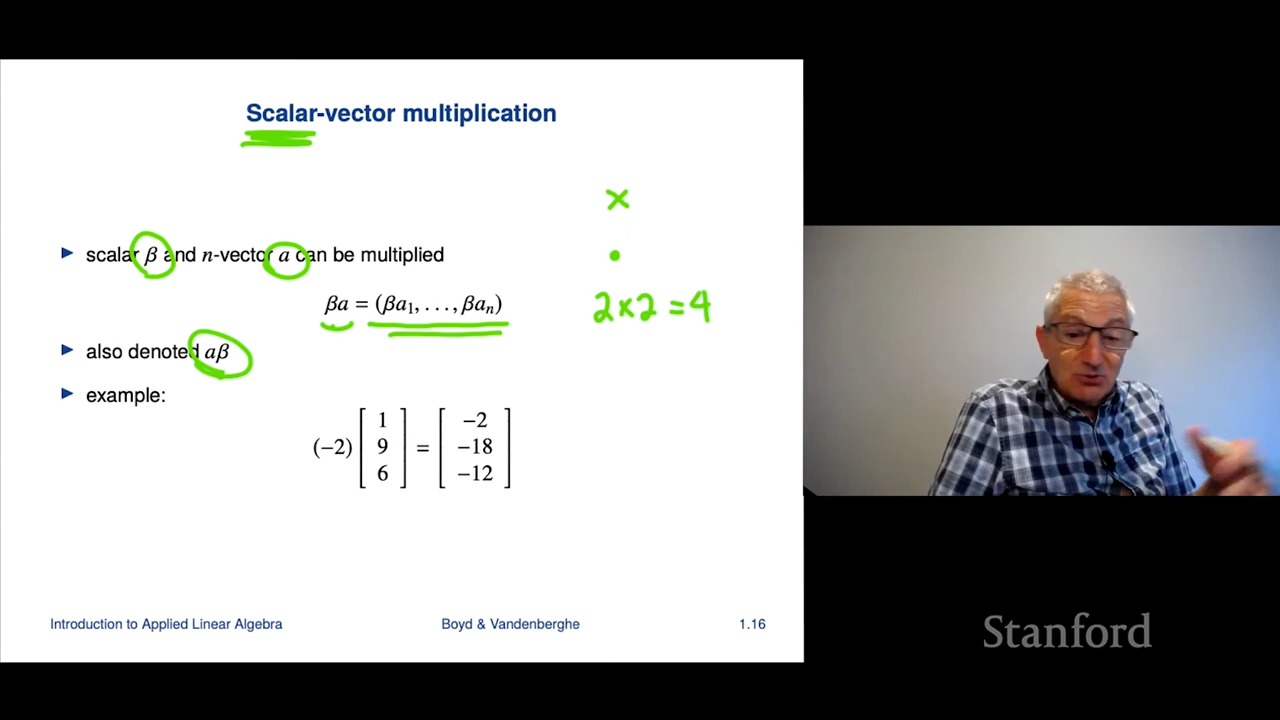 Scalar-vector multiplication
×
▶ scalar β and n-vector a can be multiplied
•
βa = (βa₁, . . . , βaₙ)
2×2 = 4
▶ also denoted aβ
▶ example:
(−2) [ 1 9 6 ] = [ −2 −18 −12 ]
Introduction to Applied Linear Algebra Boyd & Vandenberghe 1.16
Stanford